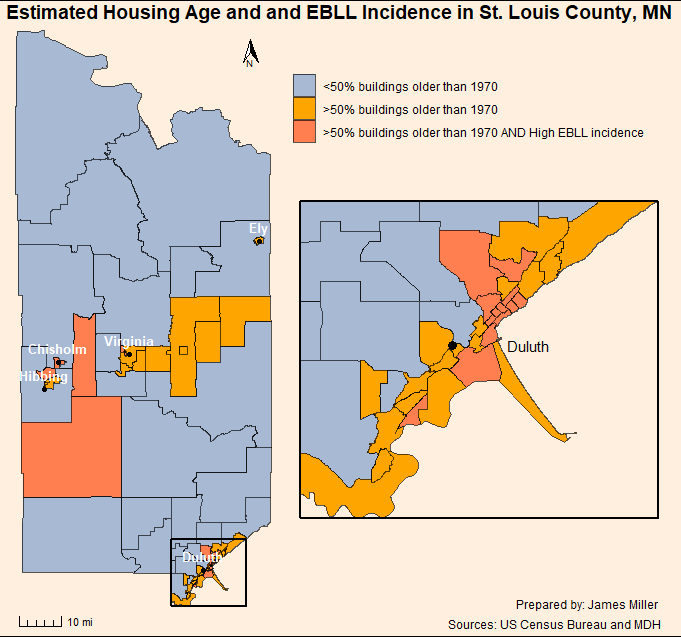 Estimated Housing Age and and EBLL Incidence in St. Louis County, MN
N
<50% buildings older than 1970
>50% buildings older than 1970
>50% buildings older than 1970 AND High EBLL incidence
Ely
Virginia
Chisholm
Hibbing
Duluth
Duluth
10 mi
Prepared by: James Miller
Sources: US Census Bureau and MDH